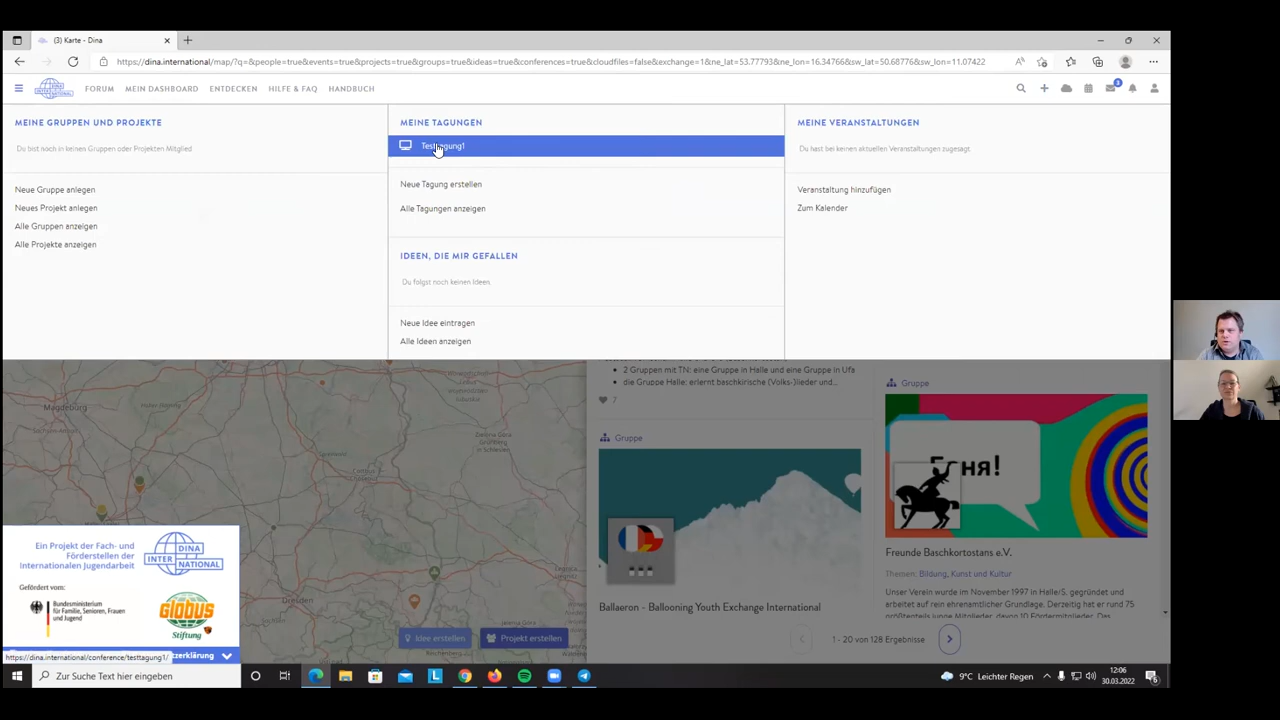 (3) Karte - Dina
https://dina.international/map/?q=&people=true&events=true&projects=true&groups=true&ideas=true&conferences=true&cloudfiles=false&exchange=1&ne_lat=53.77793&ne_lon=16.34766&sw_lat=50.68776&sw_lon=11.07422
DINA INTERNATIONAL
FORUM
MEIN DASHBOARD
ENTDECKEN
HILFE & FAQ
HANDBUCH
3
MEINE GRUPPEN UND PROJEKTE
Du bist noch in keinen Gruppen oder Projekten Mitglied
Neue Gruppe anlegen
Neues Projekt anlegen
Alle Gruppen anzeigen
Alle Projekte anzeigen
MEINE TAGUNGEN
Testtagung1
Neue Tagung erstellen
Alle Tagungen anzeigen
IDEEN, DIE MIR GEFALLEN
Du folgst noch keinen Ideen.
Neue Idee eintragen
Alle Ideen anzeigen
MEINE VERANSTALTUNGEN
Du hast bei keinen aktuellen Veranstaltungen zugesagt.
Veranstaltung hinzufügen
Zum Kalender
Magdeburg
Zielona Góra
Cottbus
Dresden
Idee erstellen
Projekt erstellen
2 Gruppen mit TN: eine Gruppe in Halle und eine Gruppe in Ufa
die Gruppe Halle: erlernt baschkirische (Volks-)lieder und...
7
Gruppe
Ballaeron - Ballooning Youth Exchange International
Gruppe
Freunde Baschkortostans e.V.
Themen: Bildung, Kunst und Kultur
Unser Verein wurde im November 1997 in Halle/S. gegründet und
arbeitet auf rein ehrenamtlicher Grundlage. Derzeitig hat er rund 75
1 - 20 von 128 Ergebnisse
Ein Projekt der Fach- und
Förderstellen der
Internationalen Jugendarbeit
DINA INTERNATIONAL
Gefördert vom:
Bundesministerium
für Familie, Senioren, Frauen
und Jugend
GLOBUS
Stiftung
https://dina.international/conference/testtagung1/
Zur Suche Text hier eingeben
9°C Leichter Regen
12:06
30.03.2022